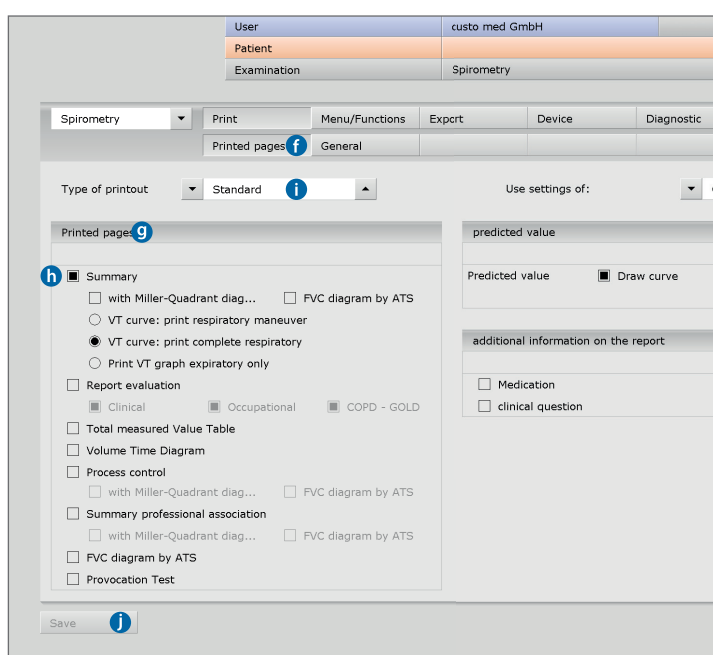 User custo med GmbH
Patient
Examination Spirometry
Spirometry Print Menu/Functions Export Device Diagnostic
Printed pages f General
Type of printout Standard i Use settings of:
Printed pages g predicted value
h Summary Predicted value Draw curve
with Miller-Quadrant diag... FVC diagram by ATS
VT curve: print respiratory maneuver
VT curve: print complete respiratory additional information on the report
Print VT graph expiratory only
Report evaluation Medication
Clinical Occupational COPD - GOLD clinical question
Total measured Value Table
Volume Time Diagram
Process control
with Miller-Quadrant diag... FVC diagram by ATS
Summary professional association
with Miller-Quadrant diag... FVC diagram by ATS
FVC diagram by ATS
Provocation Test
Save j